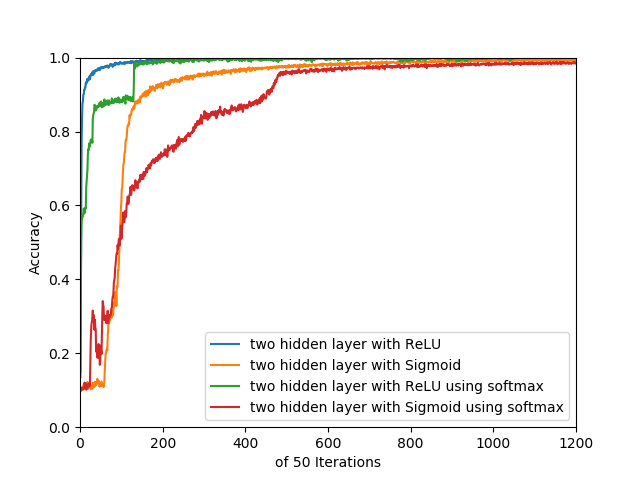 1.0
0.8
0.6
0.4
0.2
0.0
Accuracy
two hidden layer with ReLU
two hidden layer with Sigmoid
two hidden layer with ReLU using softmax
two hidden layer with Sigmoid using softmax
0 200 400 600 800 1000 1200
of 50 Iterations